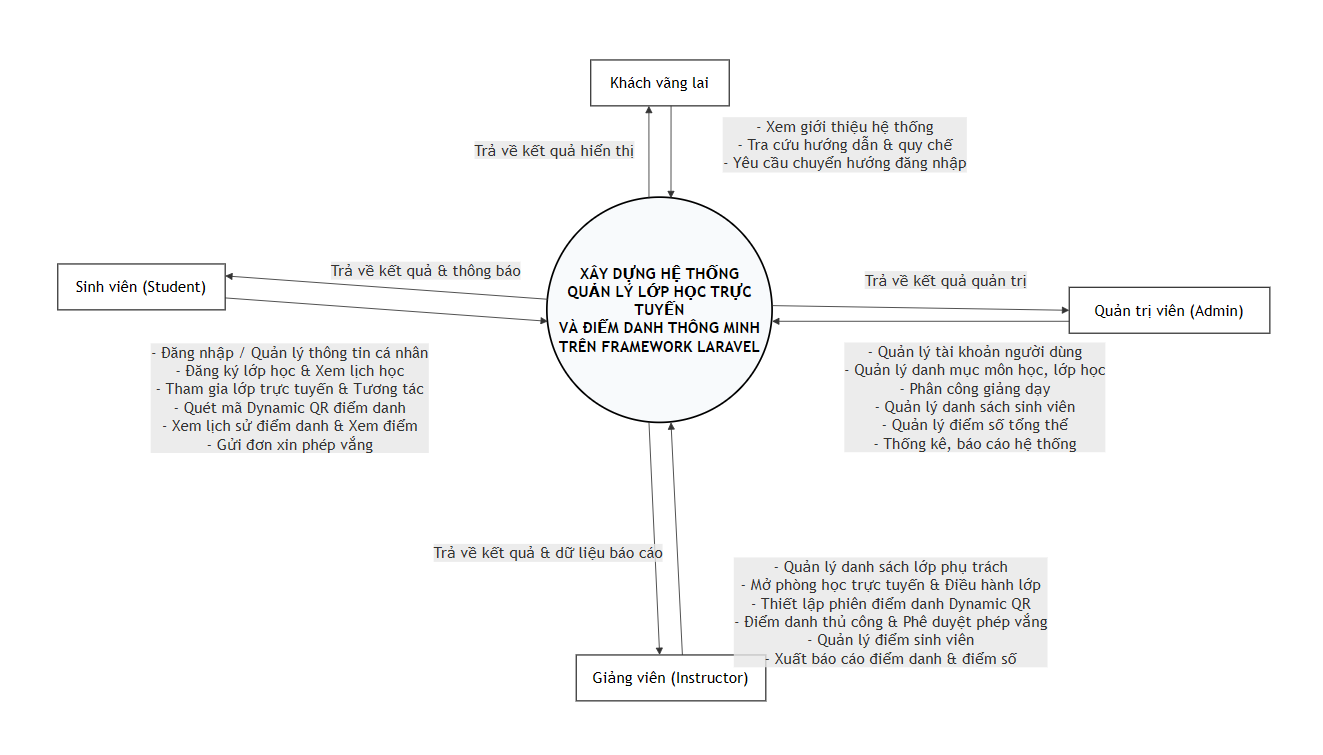 Khách vãng lai
Trả về kết quả hiển thị
- Xem giới thiệu hệ thống
- Tra cứu hướng dẫn & quy chế
- Yêu cầu chuyển hướng đăng nhập
Sinh viên (Student)
Trả về kết quả & thông báo
XÂY DỰNG HỆ THỐNG
QUẢN LÝ LỚP HỌC TRỰC
TUYẾN
VÀ ĐIỂM DANH THÔNG MINH
TRÊN FRAMEWORK LARAVEL
Trả về kết quả quản trị
Quản trị viên (Admin)
- Đăng nhập / Quản lý thông tin cá nhân
- Đăng ký lớp học & Xem lịch học
- Tham gia lớp trực tuyến & Tương tác
- Quét mã Dynamic QR điểm danh
- Xem lịch sử điểm danh & Xem điểm
- Gửi đơn xin phép vắng
- Quản lý tài khoản người dùng
- Quản lý danh mục môn học, lớp học
- Phân công giảng dạy
- Quản lý danh sách sinh viên
- Quản lý điểm số tổng thể
- Thống kê, báo cáo hệ thống
Trả về kết quả & dữ liệu báo cáo
- Quản lý danh sách lớp phụ trách
- Mở phòng học trực tuyến & Điều hành lớp
- Thiết lập phiên điểm danh Dynamic QR
- Điểm danh thủ công & Phê duyệt phép vắng
- Quản lý điểm sinh viên
- Xuất báo cáo điểm danh & điểm số
Giảng viên (Instructor)